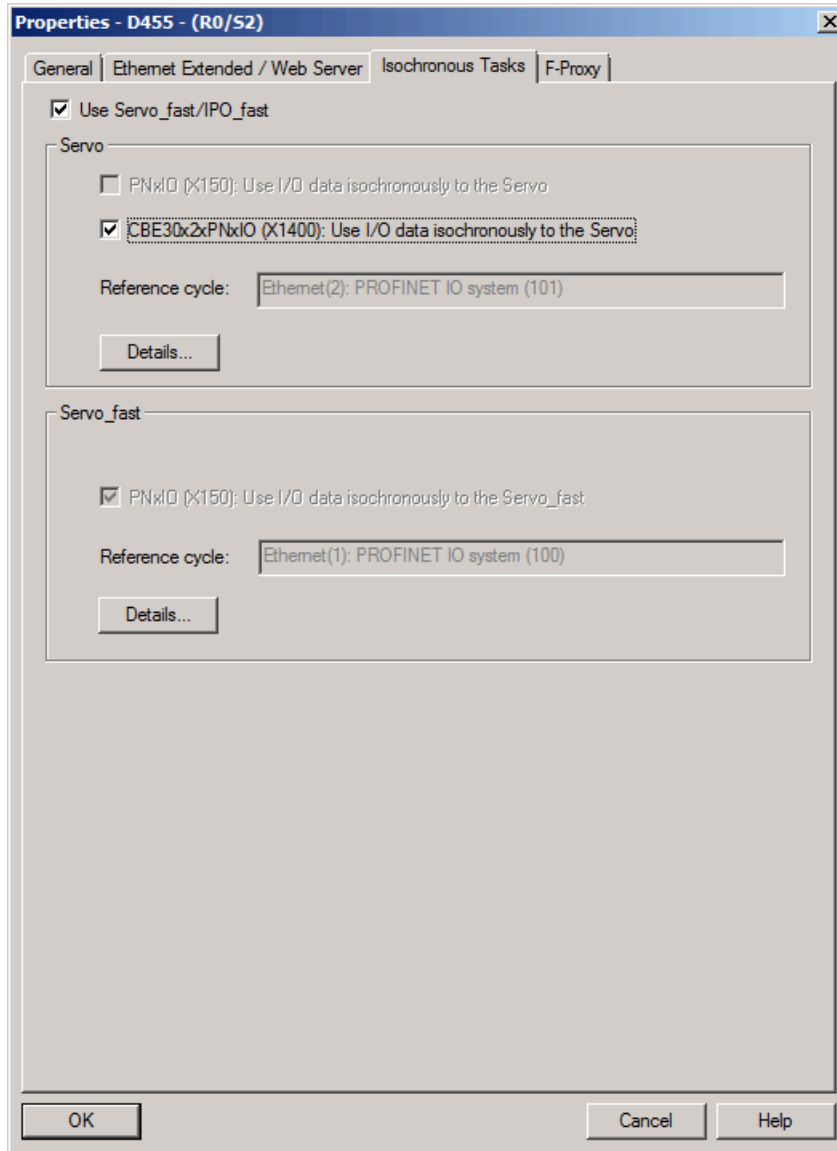 Properties - D455 - (R0/S2)
General Ethernet Extended / Web Server Isochronous Tasks F-Proxy
Use Servo_fast/IPO_fast
Servo
PNxIO (X150): Use I/O data isochronously to the Servo
CBE30x2xPNxIO (X1400): Use I/O data isochronously to the Servo
Reference cycle: Ethernet(2): PROFINET IO system (101)
Details...
Servo_fast
PNxIO (X150): Use I/O data isochronously to the Servo_fast
Reference cycle: Ethernet(1): PROFINET IO system (100)
Details...
OK Cancel Help